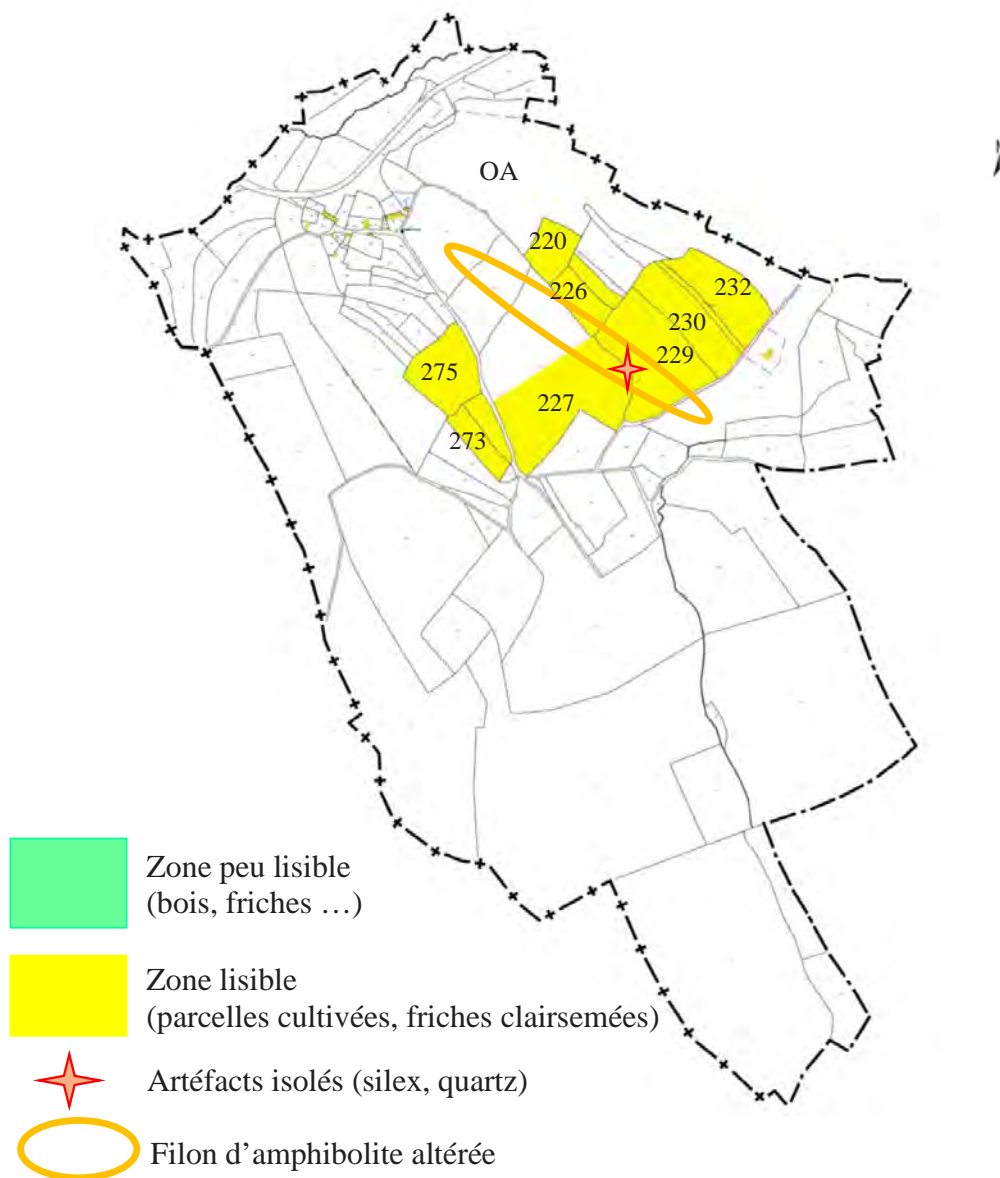 OA
220
226
232
230
229
275
227
273
Zone peu lisible
(bois, friches …)
Zone lisible
(parcelles cultivées, friches clairsemées)
Artéfacts isolés (silex, quartz)
Filon d’amphibolite altérée